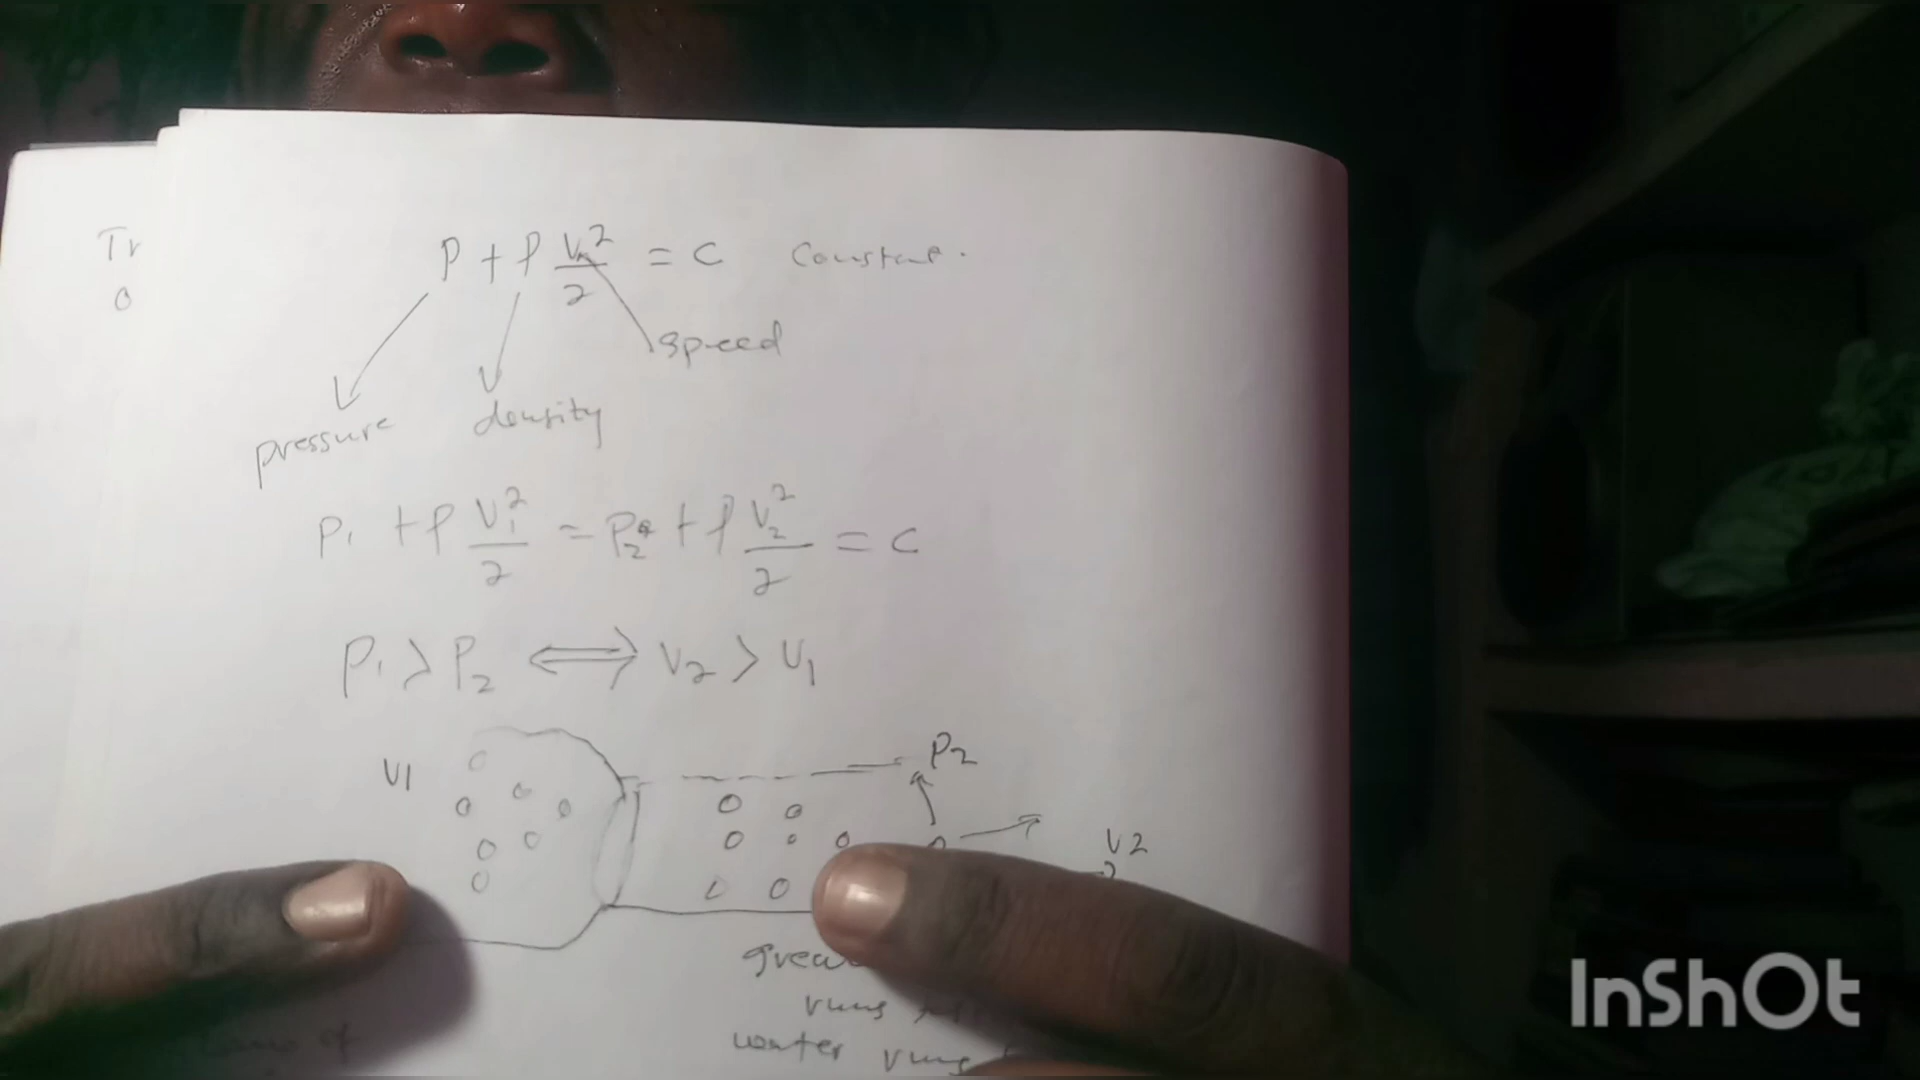 Tr
P + ρ V²/2 = C Constant.
speed
pressure density
P₁ + ρ V₁²/2 = P₂ + ρ V₂²/2 = C
P₁ > P₂ ⟺ V₂ > V₁
V1 P2
V2
water
InShOt